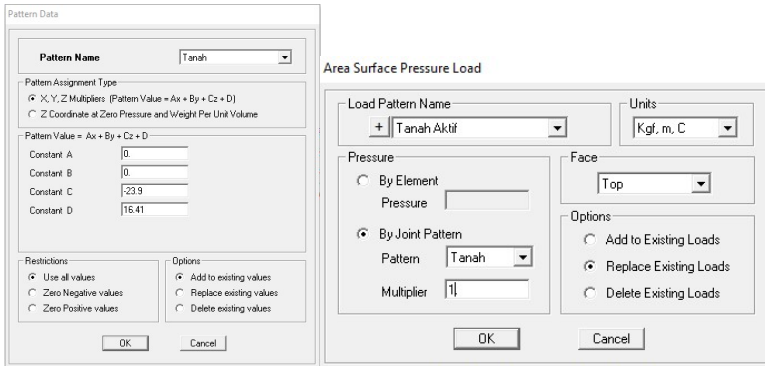 Pattern Data
Pattern Name Tanah
Pattern Assignment Type
X, Y, Z Multipliers (Pattern Value = Ax + By + Cz + D)
Z Coordinate at Zero Pressure and Weight Per Unit Volume
Pattern Value = Ax + By + Cz + D
Constant A 0.
Constant B 0.
Constant C -23.9
Constant D 16.41
Restrictions
Use all values
Zero Negative values
Zero Positive values
Options
Add to existing values
Replace existing values
Delete existing values
OK Cancel
Area Surface Pressure Load
Load Pattern Name
+ Tanah Aktif
Units
Kgf, m, C
Pressure
By Element
Pressure
By Joint Pattern
Pattern Tanah
Multiplier 1,
Face
Top
Options
Add to Existing Loads
Replace Existing Loads
Delete Existing Loads
OK Cancel